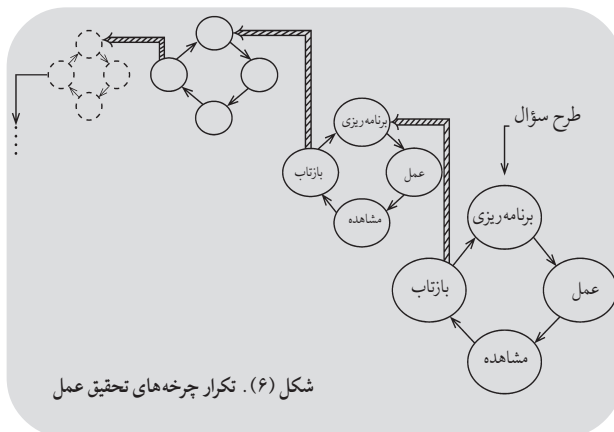 طرح سؤال
برنامه‌ریزی
عمل
مشاهده
بازتاب
برنامه‌ریزی
عمل
مشاهده
بازتاب
شکل (۶). تکرار چرخه‌های تحقیق عمل